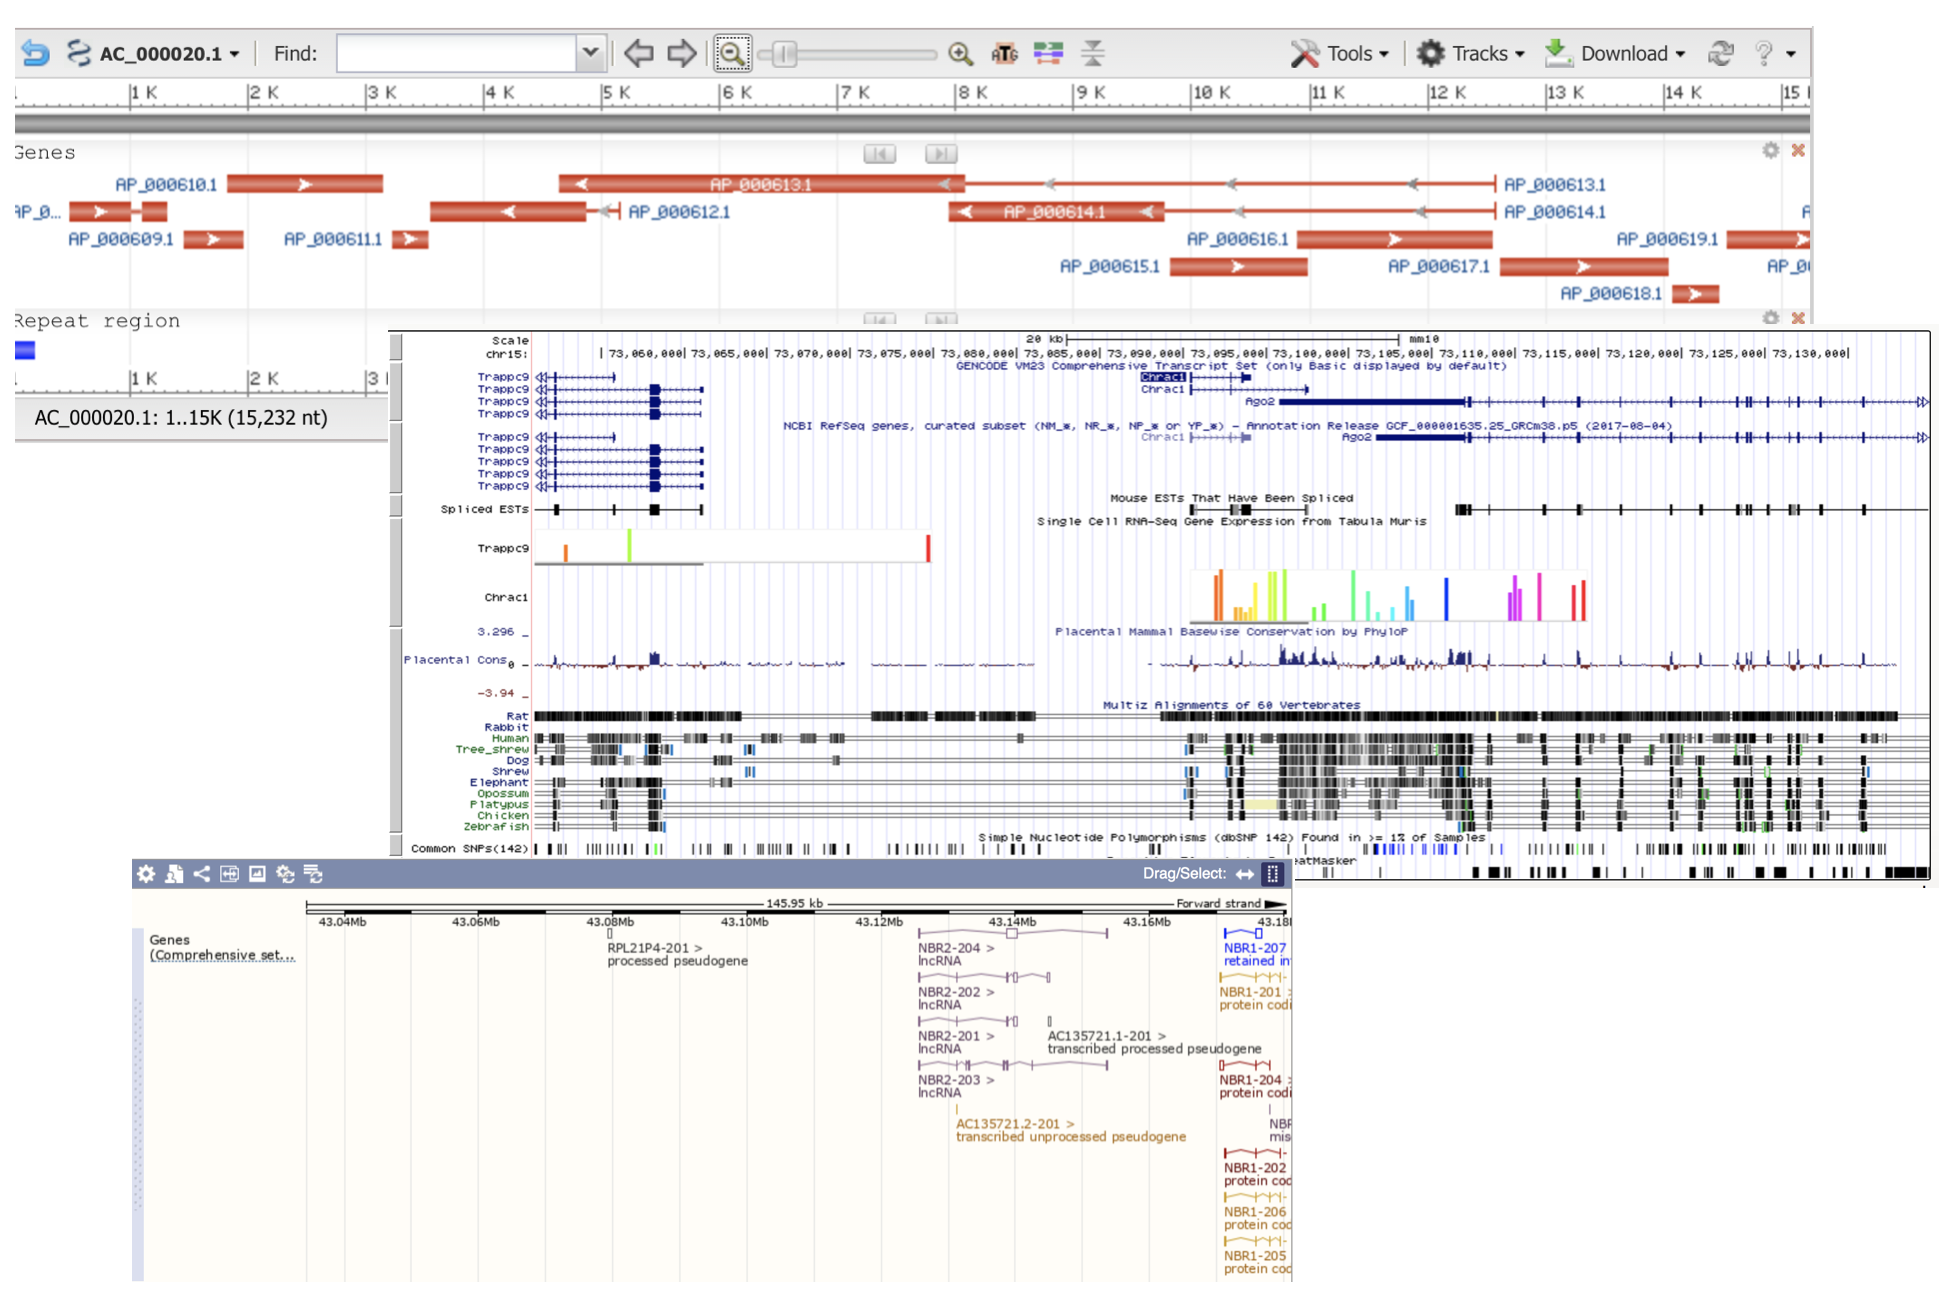 AC_000020.1 Find: Tools Tracks Download ?
1 K 2 K 3 K 4 K 5 K 6 K 7 K 8 K 9 K 10 K 11 K 12 K 13 K 14 K 15
Genes
AP_000610.1 AP_000613.1 AP_000613.1
AP_0... AP_000612.1 AP_000614.1 AP_000614.1
AP_000609.1 AP_000611.1 AP_000616.1 AP_000619.1
AP_000615.1 AP_000617.1
AP_000618.1
Repeat region
1 K 2 K 3
AC_000020.1: 1..15K (15,232 nt)
Scale 20 kb mm10
chr15: 73,060,000 73,065,000 73,070,000 73,075,000 73,080,000 73,085,000 73,090,000 73,095,000 73,100,000 73,105,000 73,110,000 73,115,000 73,120,000 73,125,000 73,130,000
GENCODE VM23 Comprehensive Transcript Set (only Basic displayed by default)
Trappc9 Chrac1
Trappc9 Chrac1
Trappc9 Ago2
Trappc9
NCBI RefSeq genes, curated subset (NM_*, NR_*, NP_* or YP_*) - Annotation Release GCF_000001635.25_GRCm38.p5 (2017-08-04)
Trappc9 Chrac1 Ago2
Trappc9
Trappc9
Trappc9
Trappc9
Mouse ESTs That Have Been Spliced
Spliced ESTs
Single Cell RNA-Seq Gene Expression from Tabula Muris
Trappc9
Chrac1
Placental Mammal Basewise Conservation by PhyloP
3.296 _
Placental Cons 0 -
-3.94 _
Multiz Alignments of 60 Vertebrates
Rat
Rabbit
Human
Tree_shrew
Dog
Shrew
Elephant
Opossum
Platypus
Chicken
Zebrafish
Simple Nucleotide Polymorphisms (dbSNP 142) Found in >= 1% of Samples
Common SNPs(142)
eatMasker
Drag/Select:
145.95 kb Forward strand
43.04Mb 43.06Mb 43.08Mb 43.10Mb 43.12Mb 43.14Mb 43.16Mb 43.18
Genes
(Comprehensive set...
RPL21P4-201 >
processed pseudogene
NBR2-204 >
lncRNA
NBR1-207
retained in
NBR2-202 >
lncRNA
NBR1-201 >
protein codi
NBR2-201 >
lncRNA
AC135721.1-201 >
transcribed processed pseudogene
NBR2-203 >
lncRNA
NBR1-204 >
protein codi
AC135721.2-201 >
transcribed unprocessed pseudogene
NBR
mis
NBR1-202
protein cod
NBR1-206
protein cod
NBR1-205
protein cod